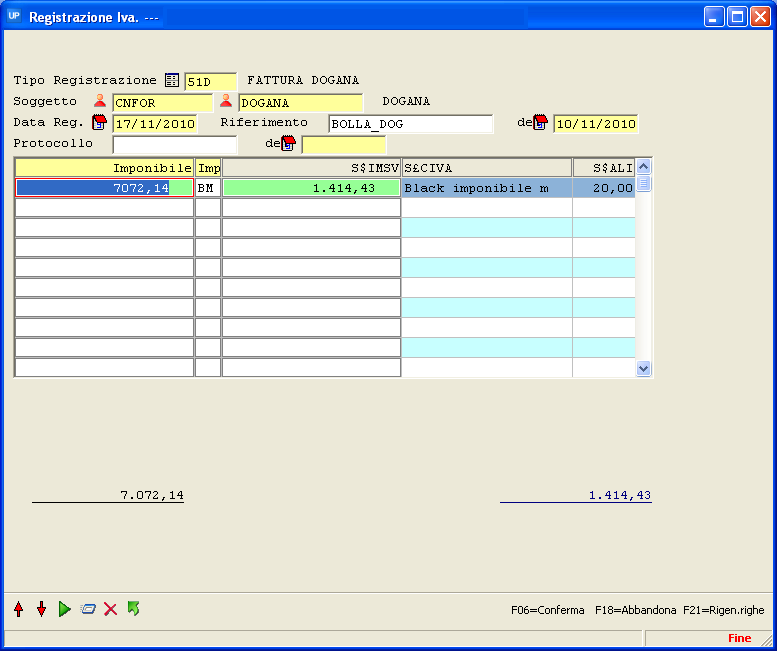 UP Registrazione Iva. ---
Tipo Registrazione 51D FATTURA DOGANA
Soggetto CNFOR DOGANA DOGANA
Data Reg. 17/11/2010 Riferimento BOLLA_DOG de 10/11/2010
Protocollo de
Imponibile Imp S$IMSV S£CIVA S$ALI
7072,14 BM 1.414,43 Black imponibile m 20,00
7.072,14 1.414,43
F06=Conferma F18=Abbandona F21=Rigen.righe
Fine